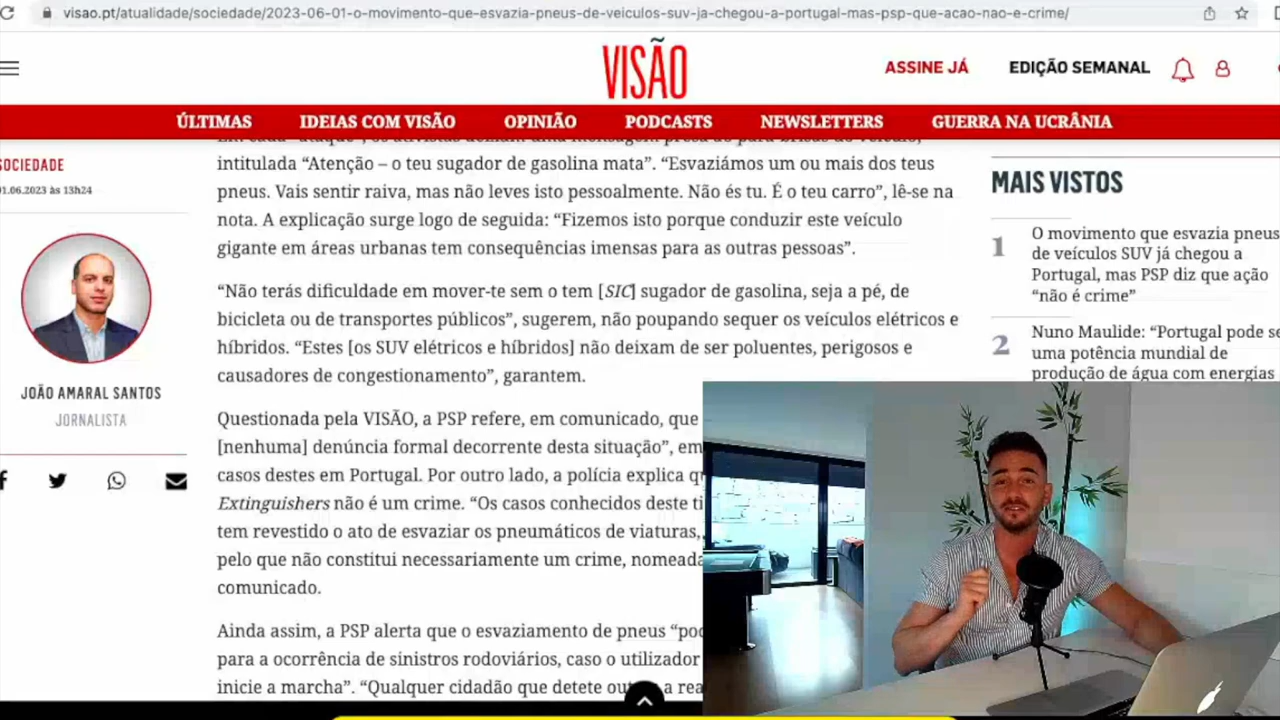 visao.pt/atualidade/sociedade/2023-06-01-o-movimento-que-esvazia-pneus-de-veiculos-suv-ja-chegou-a-portugal-mas-psp-que-acao-nao-e-crime/
VISÃO
ASSINE JÁ
EDIÇÃO SEMANAL
ÚLTIMAS
IDEIAS COM VISÃO
OPINIÃO
PODCASTS
NEWSLETTERS
GUERRA NA UCRÂNIA
SOCIEDADE
01.06.2023 às 13h24
JOÃO AMARAL SANTOS
JORNALISTA
intitulada “Atenção – o teu sugador de gasolina mata”. “Esvaziámos um ou mais dos teus
pneus. Vais sentir raiva, mas não leves isto pessoalmente. Não és tu. É o teu carro”, lê-se na
nota. A explicação surge logo de seguida: “Fizemos isto porque conduzir este veículo
gigante em áreas urbanas tem consequências imensas para as outras pessoas”.
“Não terás dificuldade em mover-te sem o tem [SIC] sugador de gasolina, seja a pé, de
bicicleta ou de transportes públicos”, sugerem, não poupando sequer os veículos elétricos e
híbridos. “Estes [os SUV elétricos e híbridos] não deixam de ser poluentes, perigosos e
causadores de congestionamento”, garantem.
Questionada pela VISÃO, a PSP refere, em comunicado, que
[nenhuma] denúncia formal decorrente desta situação”, em
casos destes em Portugal. Por outro lado, a polícia explica q
Extinguishers não é um crime. “Os casos conhecidos deste ti
tem revestido o ato de esvaziar os pneumáticos de viaturas,
pelo que não constitui necessariamente um crime, nomeada
comunicado.
Ainda assim, a PSP alerta que o esvaziamento de pneus “poc
para a ocorrência de sinistros rodoviários, caso o utilizador
inicie a marcha”. “Qualquer cidadão que detete a rea
MAIS VISTOS
1
O movimento que esvazia pneus
de veículos SUV já chegou a
Portugal, mas PSP diz que ação
“não é crime”
2
Nuno Maulide: “Portugal pode se
uma potência mundial de
produção de água com energias